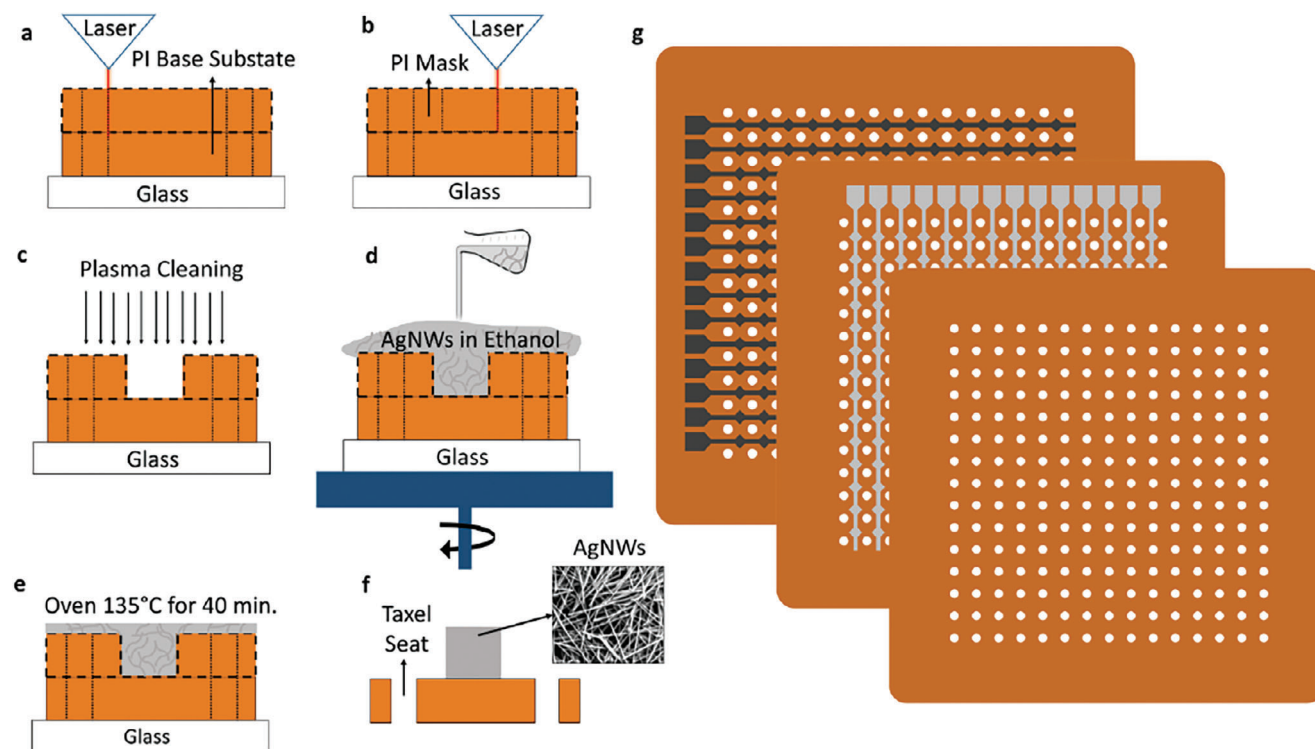 a
Laser
PI Base Substate
Glass
b
Laser
PI Mask
Glass
c
Plasma Cleaning
Glass
d
AgNWs in Ethanol
Glass
e
Oven 135°C for 40 min.
Glass
f
Taxel
Seat
AgNWs
g